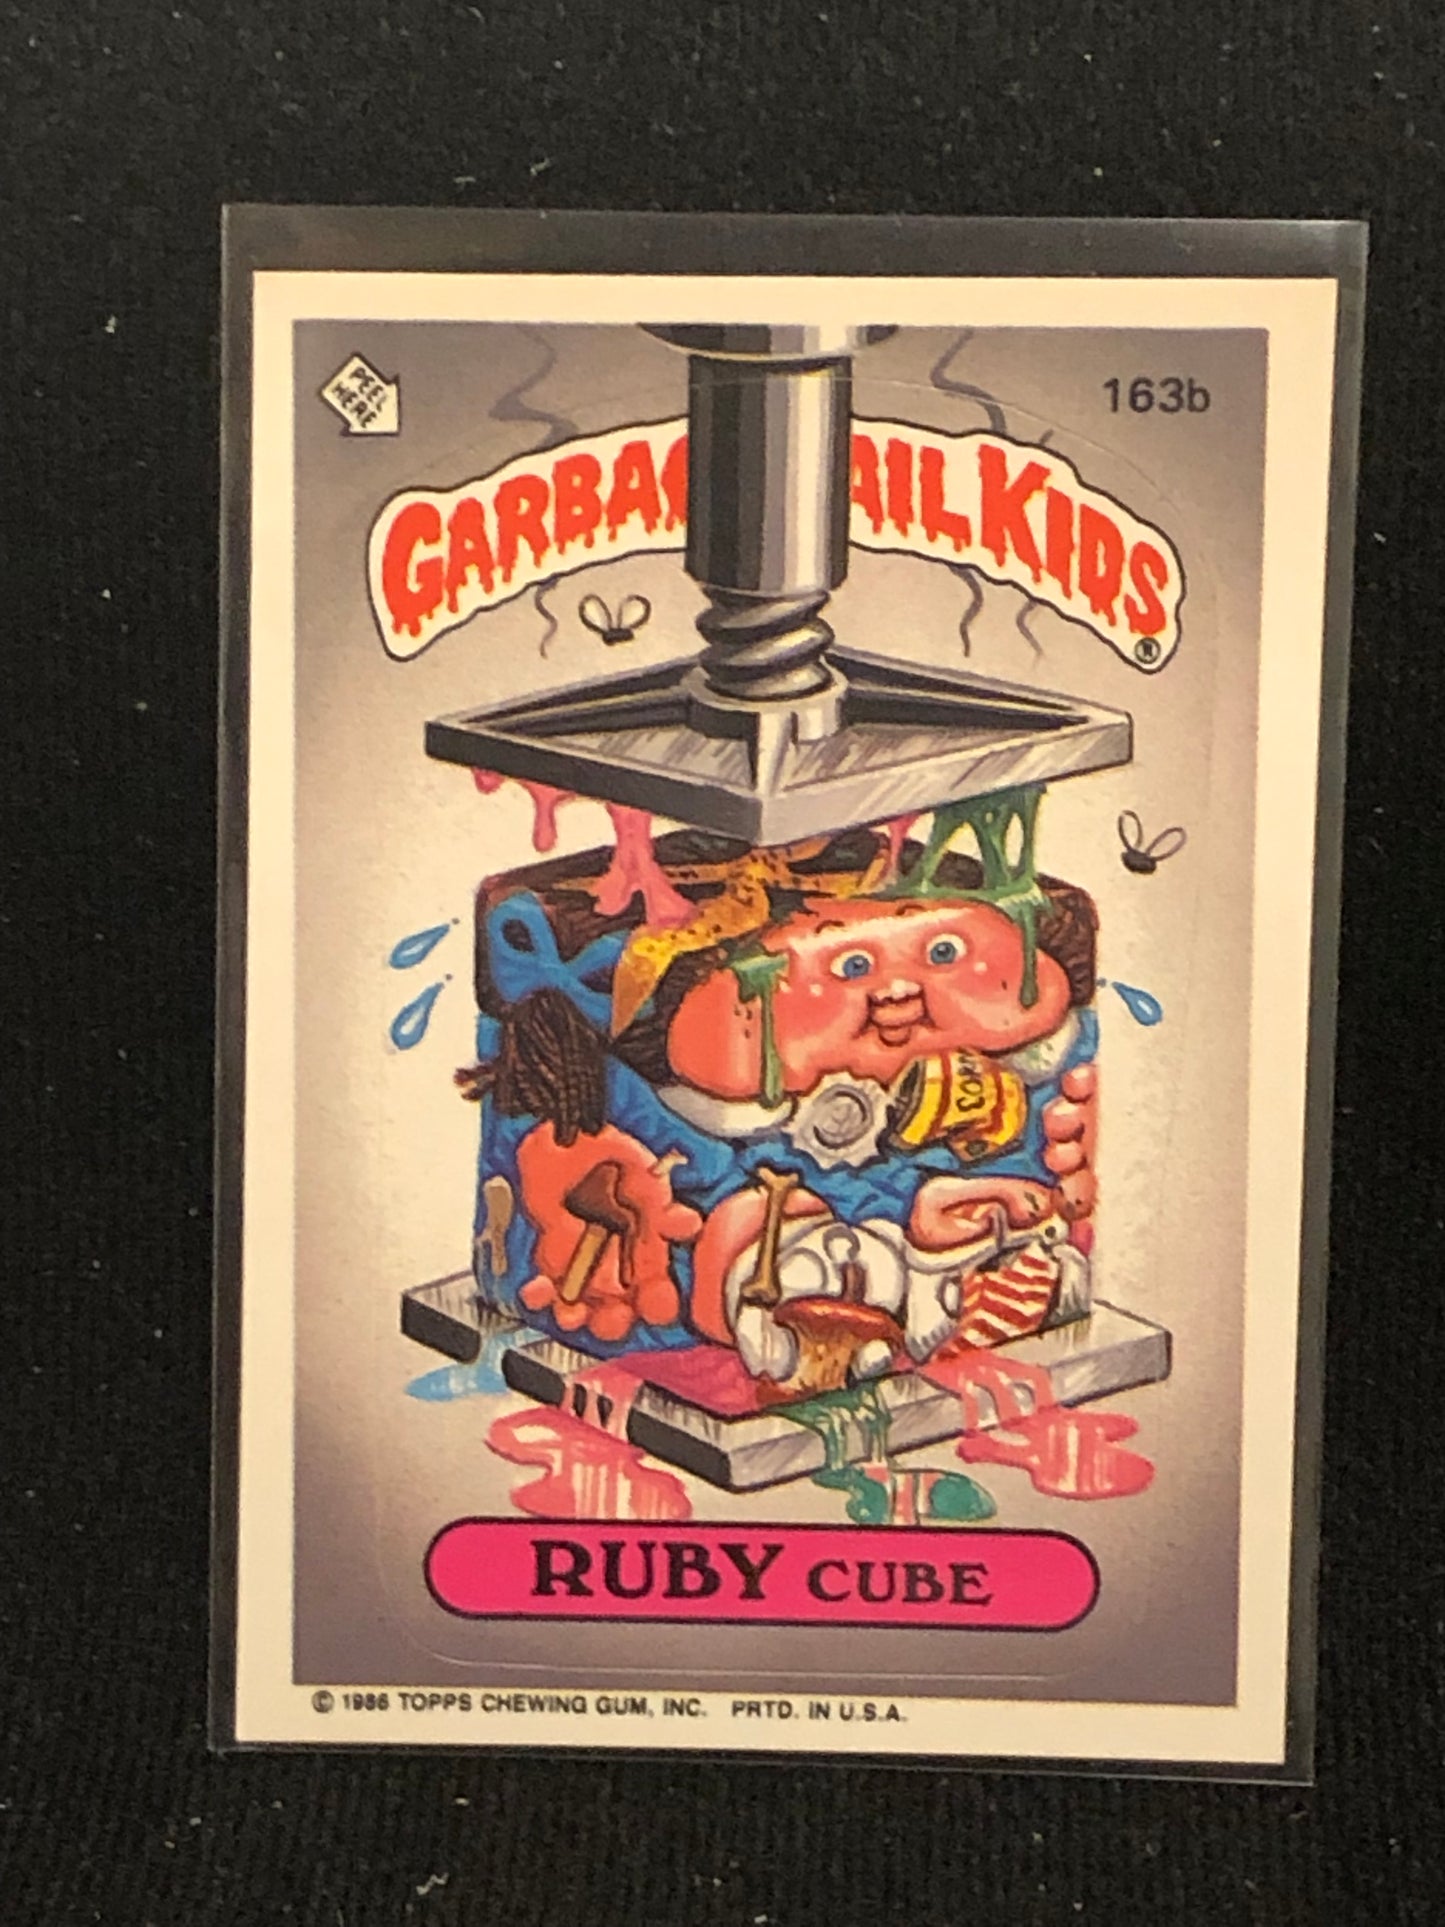 PEEL
HERE
163b
GARBA AIL KIDS
®
CORN
RUBY CUBE
© 1986 TOPPS CHEWING GUM, INC. PRTD. IN U.S.A.